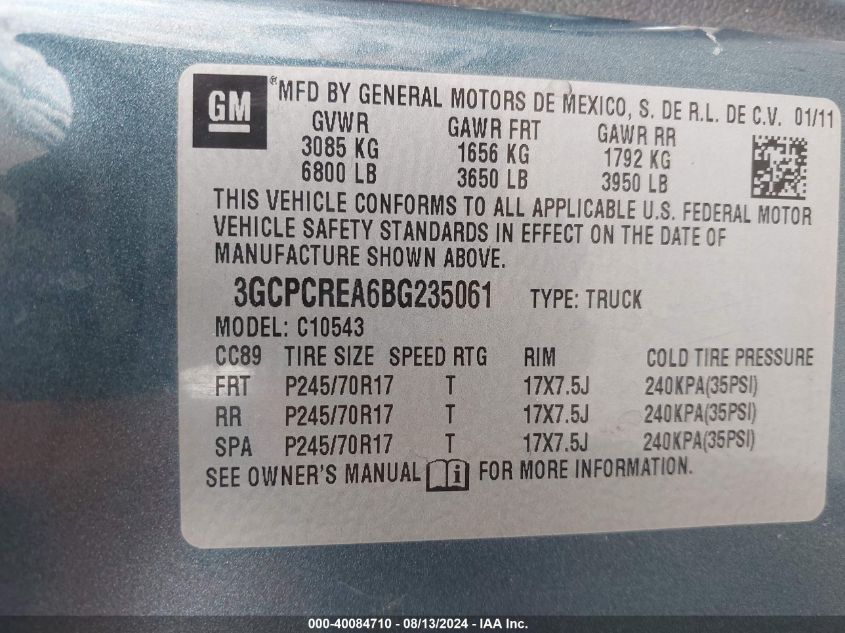 GM ®MFD BY GENERAL MOTORS DE MEXICO, S. DE R.L. DE C.V. 01/11
GVWR GAWR FRT GAWR RR
3085 KG 1656 KG 1792 KG
6800 LB 3650 LB 3950 LB
THIS VEHICLE CONFORMS TO ALL APPLICABLE U.S. FEDERAL MOTOR
VEHICLE SAFETY STANDARDS IN EFFECT ON THE DATE OF
MANUFACTURE SHOWN ABOVE.
3GCPCREA6BG235061 TYPE: TRUCK
MODEL: C10543
CC89 TIRE SIZE SPEED RTG RIM COLD TIRE PRESSURE
FRT P245/70R17 T 17X7.5J 240KPA(35PSI)
RR P245/70R17 T 17X7.5J 240KPA(35PSI)
SPA P245/70R17 T 17X7.5J 240KPA(35PSI)
SEE OWNER'S MANUAL i FOR MORE INFORMATION.
000-40084710 - 08/13/2024 - IAA Inc.